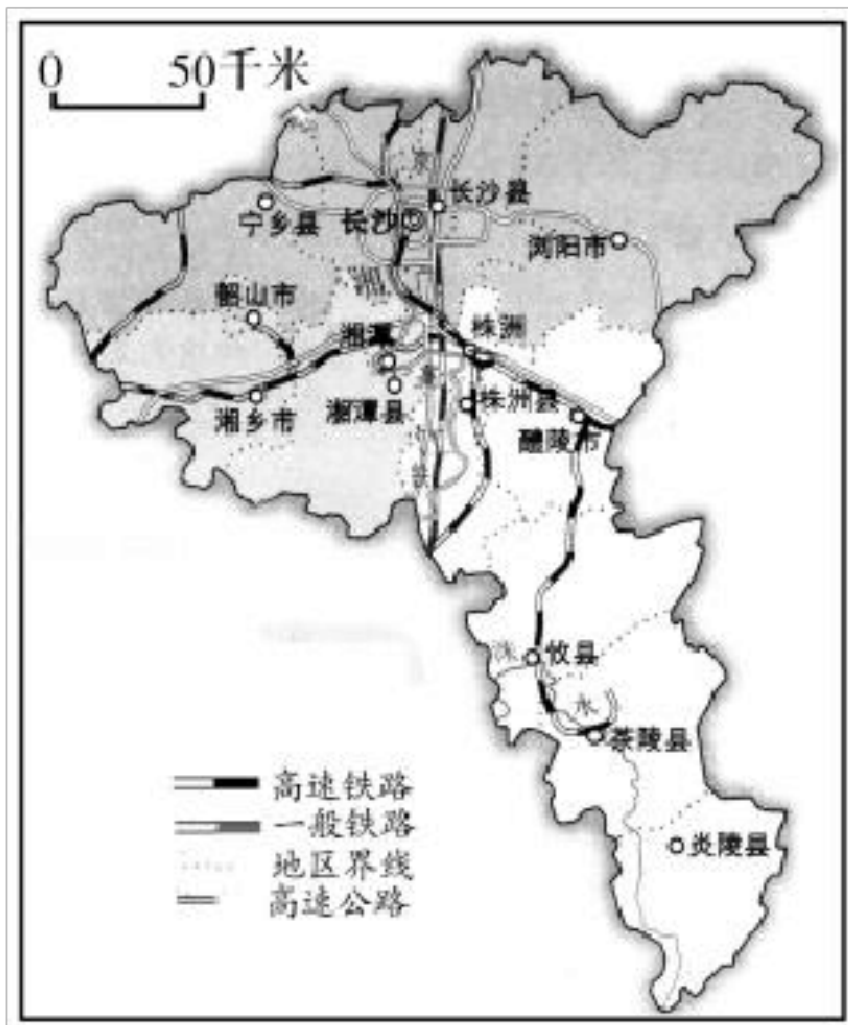 0 50千米
京
长沙县
宁乡县
长沙
浏阳市
韶山市
湘潭
株洲
湘潭县
株洲县
湘乡市
醴陵市
攸县
水
茶陵县
炎陵县
高速铁路
一般铁路
地区界线
高速公路